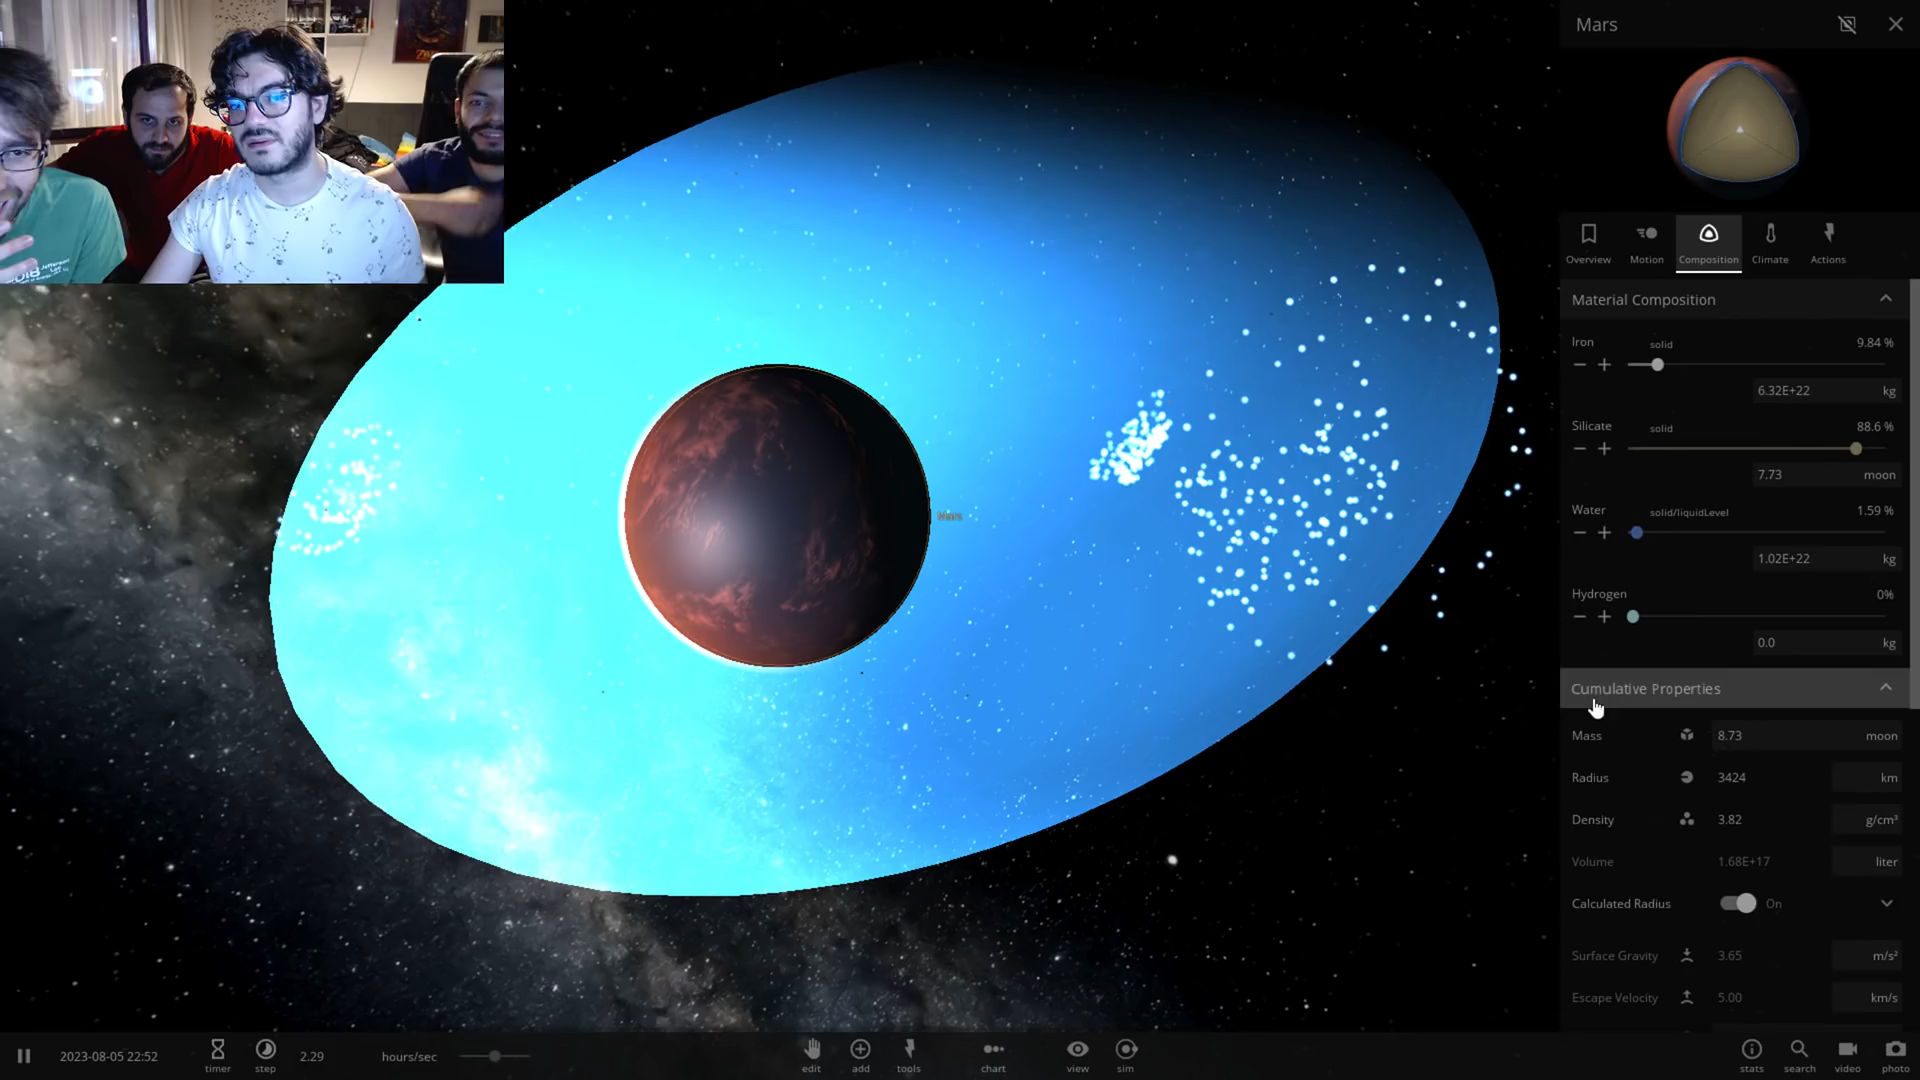 Mars
Overview
Motion
Composition
Climate
Actions
Material Composition
Iron
solid
9.84 %
6.32E+22 kg
Silicate
solid
88.6 %
7.73 moon
Water
solid/liquidLevel
1.59 %
1.02E+22 kg
Hydrogen
0%
0.0 kg
Cumulative Properties
Mass 8.73 moon
Radius 3424 km
Density 3.82 g/cm³
Volume 1.68E+17 liter
Calculated Radius On
Surface Gravity 3.65 m/s²
Escape Velocity 5.00 km/s
Mars
2023-08-05 22:52
timer
step
2.29 hours/sec
edit
add
tools
chart
view
sim
stats
search
video
photo